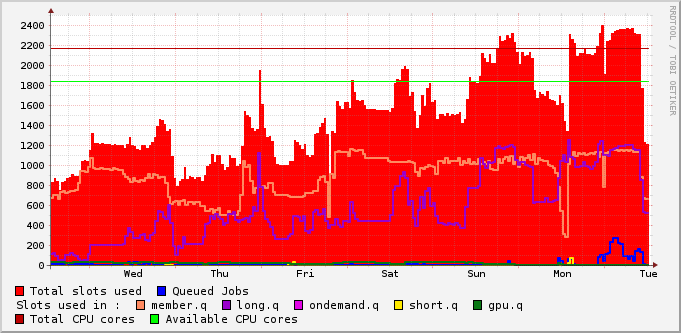 2400
2200
2000
1800
1600
1400
1200
1000
800
600
400
200
0
Wed Thu Fri Sat Sun Mon Tue
Total slots used Queued Jobs
Slots used in : member.q long.q ondemand.q short.q gpu.q
Total CPU cores Available CPU cores
RRDTOOL / TOBI OETIKER